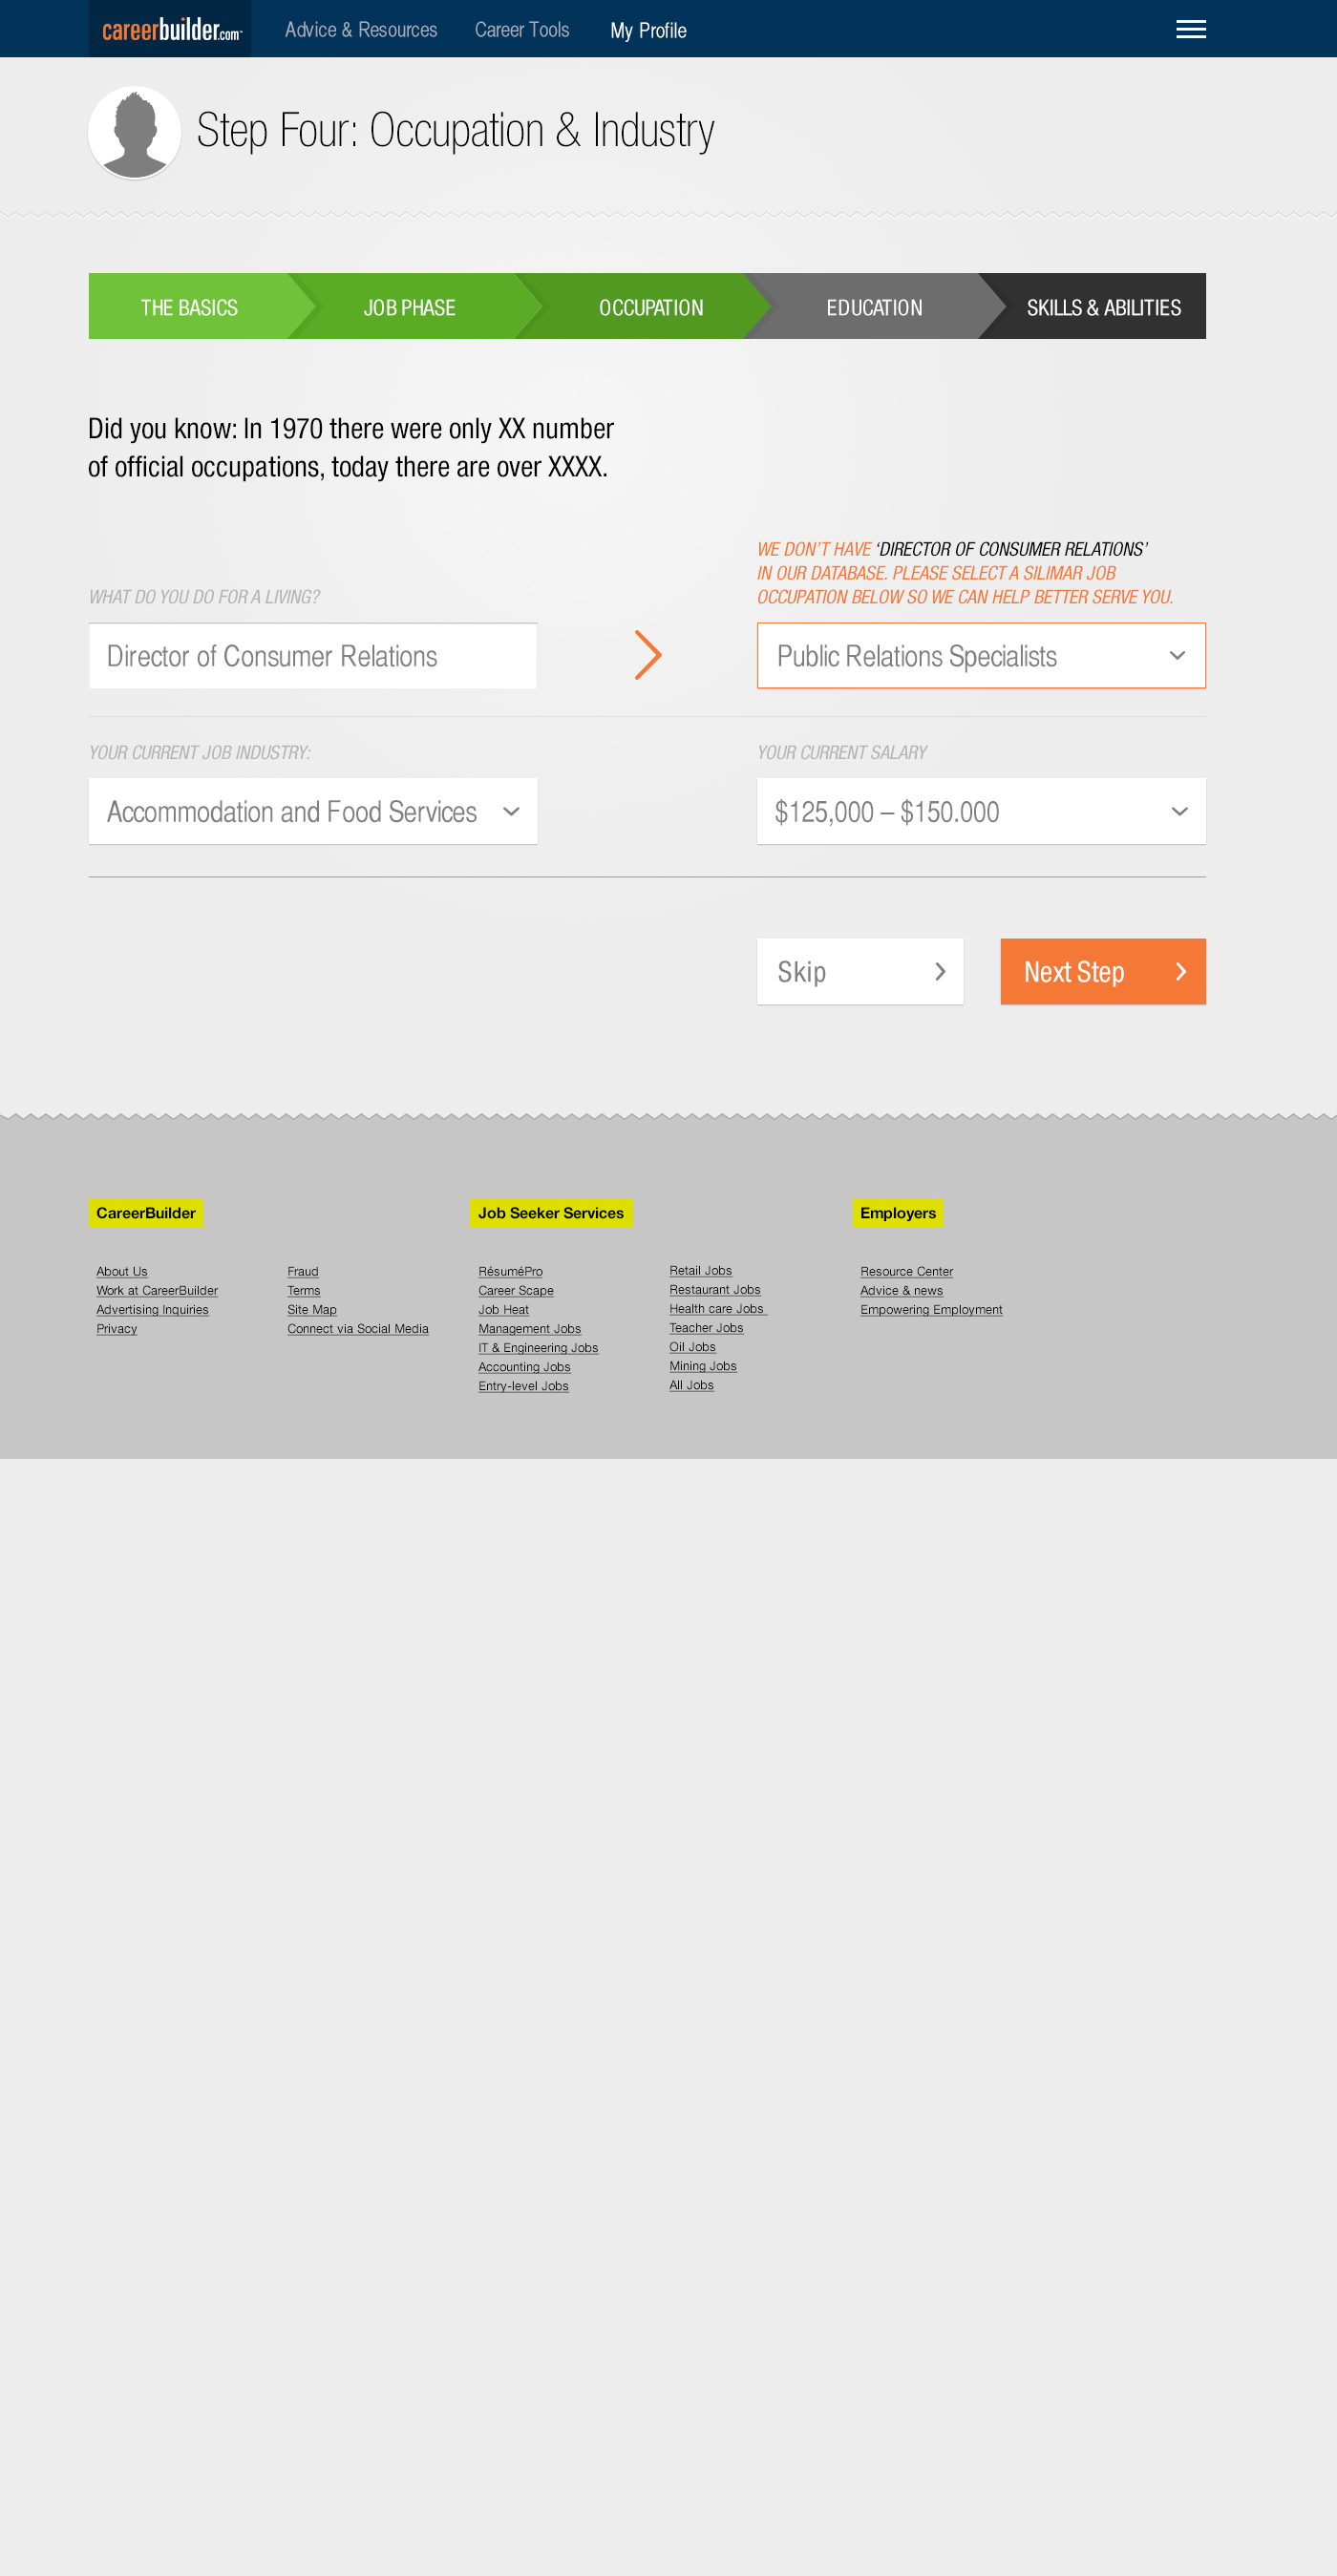 careerbuilder.com
Advice & Resources
Career Tools
My Profile
Step Four: Occupation & Industry
THE BASICS
JOB PHASE
OCCUPATION
EDUCATION
SKILLS & ABILITIES
Did you know: In 1970 there were only XX number
of official occupations, today there are over XXXX.
WHAT DO YOU DO FOR A LIVING?
Director of Consumer Relations
WE DON'T HAVE ‘DIRECTOR OF CONSUMER RELATIONS’
IN OUR DATABASE. PLEASE SELECT A SILIMAR JOB
OCCUPATION BELOW SO WE CAN HELP BETTER SERVE YOU.
Public Relations Specialists
YOUR CURRENT JOB INDUSTRY:
Accommodation and Food Services
YOUR CURRENT SALARY
$125,000 – $150.000
Skip
Next Step
CareerBuilder
About Us
Work at CareerBuilder
Advertising Inquiries
Privacy
Fraud
Terms
Site Map
Connect via Social Media
Job Seeker Services
RésuméPro
Career Scape
Job Heat
Management Jobs
IT & Engineering Jobs
Accounting Jobs
Entry-level Jobs
Retail Jobs
Restaurant Jobs
Health care Jobs
Teacher Jobs
Oil Jobs
Mining Jobs
All Jobs
Employers
Resource Center
Advice & news
Empowering Employment